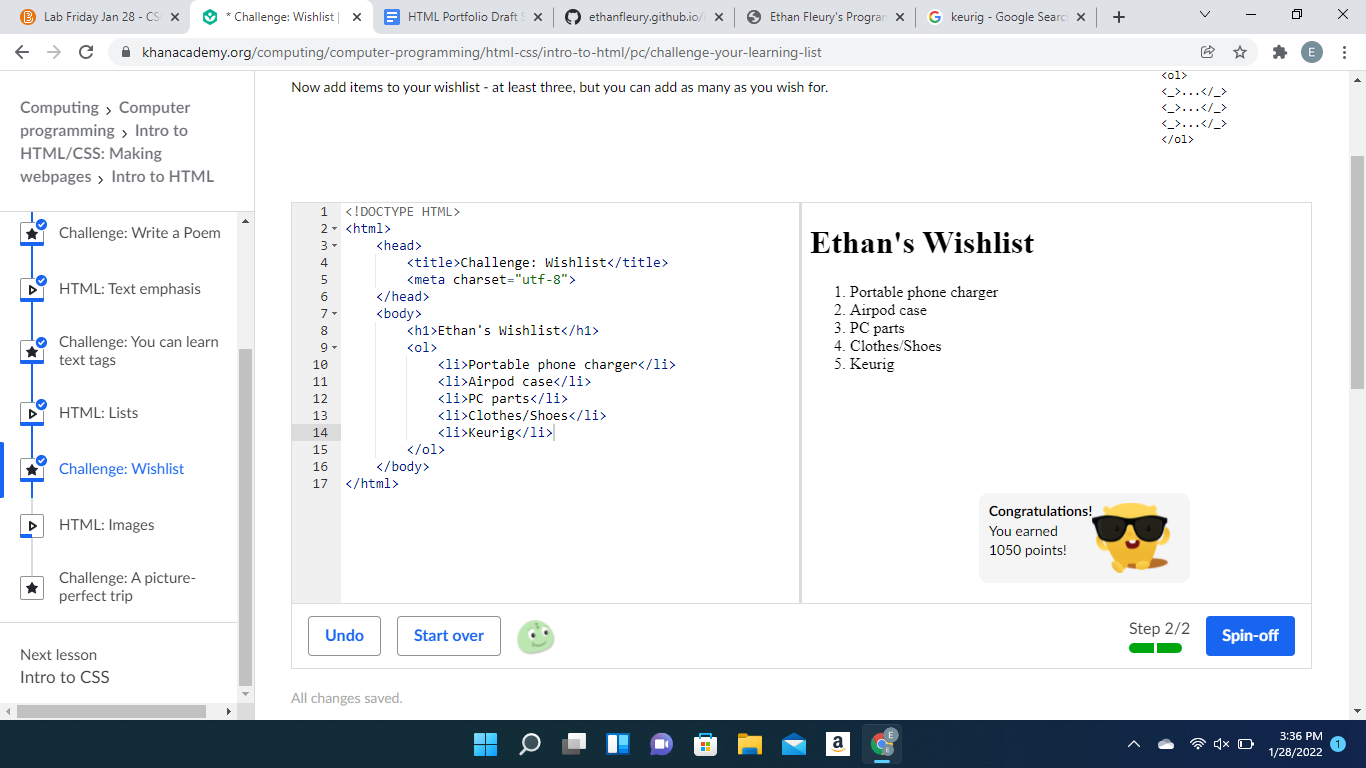 Lab Friday Jan 28 - CS
* Challenge: Wishlist |
HTML Portfolio Draft S
ethanfleury.github.io/
Ethan Fleury's Program
keurig - Google Search
khanacademy.org/computing/computer-programming/html-css/intro-to-html/pc/challenge-your-learning-list
E
Computing > Computer
programming > Intro to
HTML/CSS: Making
webpages > Intro to HTML
Challenge: Write a Poem
HTML: Text emphasis
Challenge: You can learn
text tags
HTML: Lists
Challenge: Wishlist
HTML: Images
Challenge: A picture-
perfect trip
Next lesson
Intro to CSS
Now add items to your wishlist - at least three, but you can add as many as you wish for.
<ol>
<_>...</_>
<_>...</_>
<_>...</_>
</ol>
1 <!DOCTYPE HTML>
2 <html>
3 <head>
4 <title>Challenge: Wishlist</title>
5 <meta charset="utf-8">
6 </head>
7 <body>
8 <h1>Ethan's Wishlist</h1>
9 <ol>
10 <li>Portable phone charger</li>
11 <li>Airpod case</li>
12 <li>PC parts</li>
13 <li>Clothes/Shoes</li>
14 <li>Keurig</li>
15 </ol>
16 </body>
17 </html>
Ethan's Wishlist
1. Portable phone charger
2. Airpod case
3. PC parts
4. Clothes/Shoes
5. Keurig
Congratulations!
You earned
1050 points!
Undo
Start over
Step 2/2
Spin-off
All changes saved.
a
E
3:36 PM
1/28/2022
1